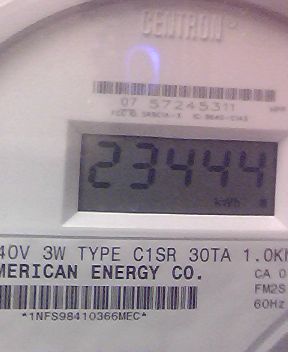 CENTRON
07 57245311
23444
kWh
40V 3W TYPE C1SR 30TA 1.0K
MERICAN ENERGY CO.
CA 0
FM2S
60Hz
*1NFS98410366MEC*